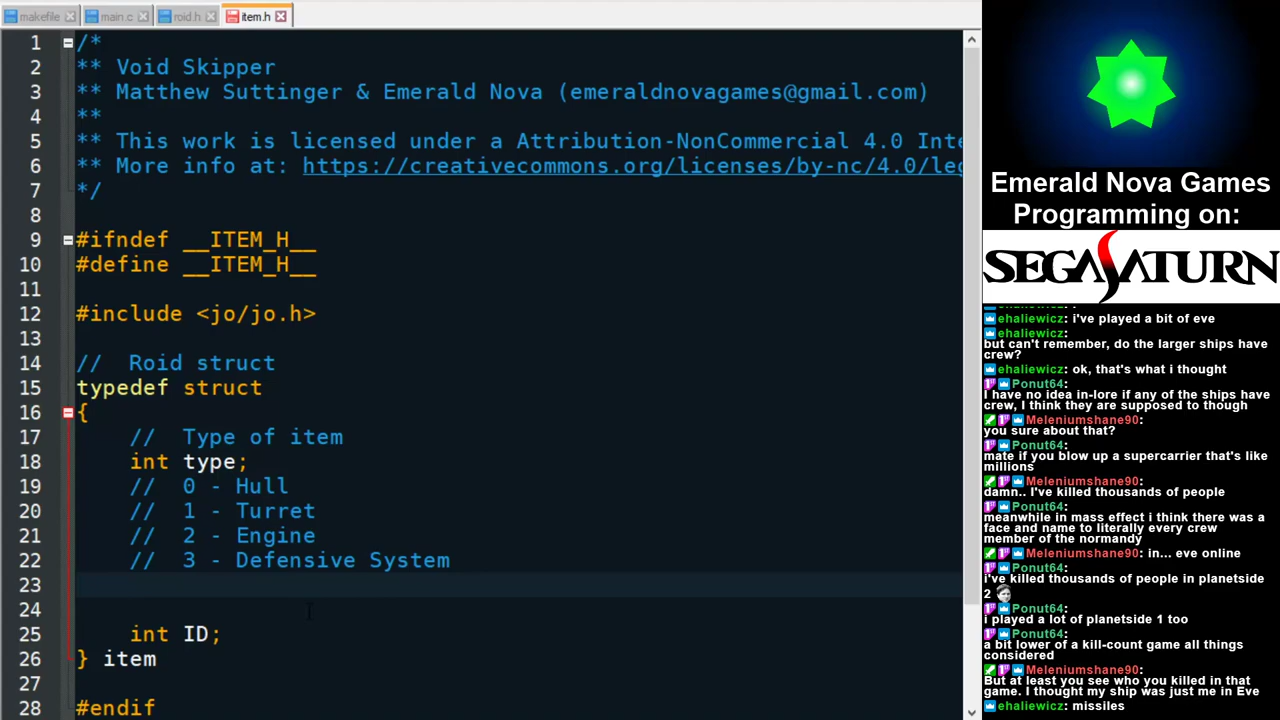 makefile
main.c
roid.h
item.h
1 /*
2 ** Void Skipper
3 ** Matthew Suttinger & Emerald Nova (emeraldnovagames@gmail.com)
4 **
5 ** This work is licensed under a Attribution-NonCommercial 4.0 Inte
6 ** More info at: https://creativecommons.org/licenses/by-nc/4.0/leg
7 */
8
9 #ifndef __ITEM_H__
10 #define __ITEM_H__
11
12 #include <jo/jo.h>
13
14 //  Roid struct
15 typedef struct
16 {
17     //  Type of item
18     int type;
19     //  0 - Hull
20     //  1 - Turret
21     //  2 - Engine
22     //  3 - Defensive System
23
24
25     int ID;
26 } item
27
28 #endif
Emerald Nova Games
Programming on:
SEGA SATURN
ehaliewicz: i've played a bit of eve
ehaliewicz:
but can't remember, do the larger ships have
crew?
ehaliewicz: ok, that's what i thought
Ponut64:
I have no idea in-lore if any of the ships have
crew, I think they are supposed to though
Meleniumshane90:
you sure about that?
Ponut64:
mate if you blow up a supercarrier that's like
millions
Meleniumshane90:
damn.. I've killed thousands of people
Ponut64:
meanwhile in mass effect i think there was a
face and name to literally every crew
member of the normandy
Meleniumshane90: in... eve online
Ponut64:
i've killed thousands of people in planetside
2
Ponut64:
i played a lot of planetside 1 too
Ponut64:
a bit lower of a kill-count game all things
considered
Meleniumshane90:
But at least you see who you killed in that
game. I thought my ship was just me in Eve
ehaliewicz: missiles